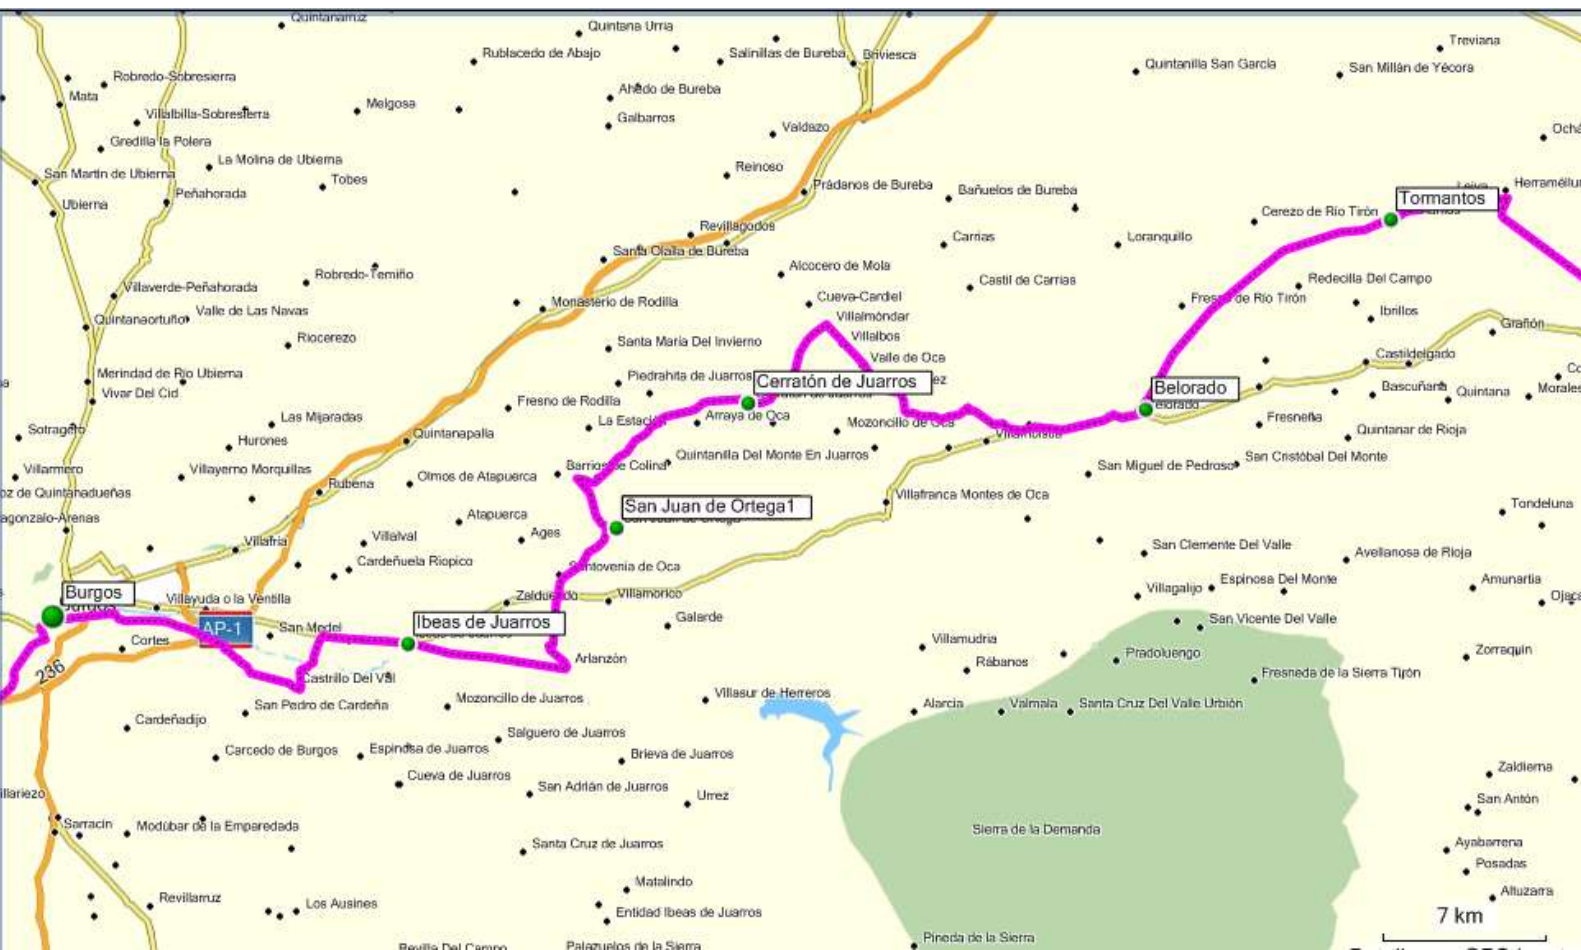 Quintanarruz
Quintana Urria
Rublacedo de Abajo
Salinillas de Bureba
Briviesca
Treviana
Quintanilla San García
San Millán de Yécora
Robredo-Sobresierra
Mata
Melgosa
Ahedo de Bureba
Villalbilla-Sobresierra
Galbarros
Valdazo
Gredilla la Polera
La Molina de Ubierna
San Martín de Ubierna
Tobes
Reinoso
Prádanos de Bureba
Bañuelos de Bureba
Peñahorada
Ubierna
Tormantos
Cerezo de Río Tirón
Revillagodos
Carrias
Loranquillo
Santa Olalla de Bureba
Alcocero de Mola
Robredo-Temiño
Castil de Carrias
Redecilla Del Campo
Villaverde-Peñahorada
Cueva-Cardiel
Fresno de Río Tirón
Monasterio de Rodilla
Ibrillos
Valle de Las Navas
Quintanaortuño
Villalmóndar
Grañón
Villalbos
Riocerezo
Santa María Del Invierno
Valle de Oca
Castildelgado
Merindad de Río Ubierna
Piedrahita de Juarros
Cerratón de Juarros
Belorado
Bascuñana
Quintana
Vivar Del Cid
Fresno de Rodilla
La Estación
Arraya de Oca
Las Mijaradas
Mozoncillo de Oca
Fresneña
Sotragero
Hurones
Quintanapalla
Villamoista
Quintanar de Rioja
Quintanilla Del Monte En Juarros
San Cristóbal Del Monte
Villarmero
Villayerno Morquillas
Barrios de Colina
San Miguel de Pedroso
Olmos de Atapuerca
Rubena
Villafranca Montes de Oca
San Juan de Ortega1
Tondeluna
Atapuerca
Ages
Villafría
Villalval
San Clemente Del Valle
Avellanosa de Rioja
Cardeñuela Riopico
Santovenia de Oca
Villagalijo
Espinosa Del Monte
Amunartia
Burgos
Villayuda o la Ventilla
Zalduendo
Villamorico
Galarde
AP-1
San Medel
Ibeas de Juarros
San Vicente Del Valle
Cortes
Villamudria
Pradoluengo
Zorraquín
Arlanzón
Rábanos
236
Castrillo Del Val
Fresneda de la Sierra Tirón
Mozoncillo de Juarros
Villasur de Herreros
San Pedro de Cardeña
Alarcia
Valmala
Santa Cruz Del Valle Urbión
Cardeñadijo
Salguero de Juarros
Carcedo de Burgos
Espinosa de Juarros
Brieva de Juarros
Cueva de Juarros
Zaldierna
San Adrián de Juarros
Urrez
San Antón
Sarracín
Modúbar de la Emparedada
Sierra de la Demanda
Santa Cruz de Juarros
Ayabarrena
Posadas
Matalindo
Altuzarra
Revillarruz
Los Ausines
Entidad Ibeas de Juarros
7 km
Pineda de la Sierra
Revilla Del Campo
Palazuelos de la Sierra